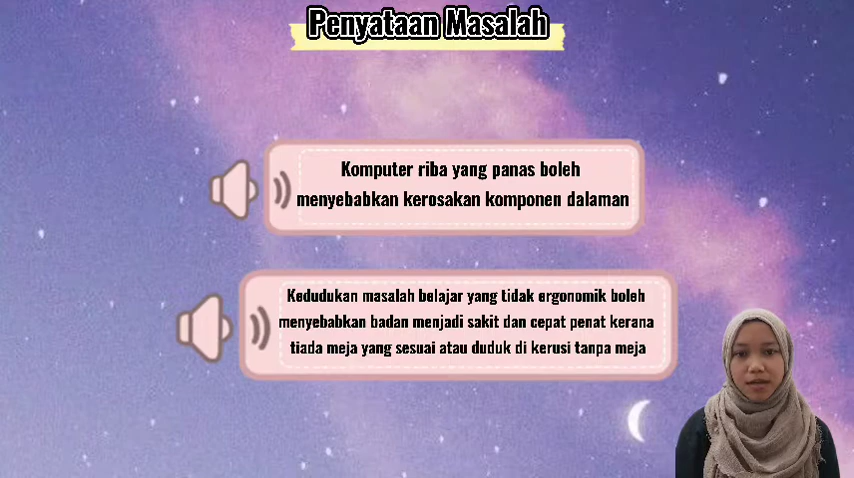 Penyataan Masalah
Komputer riba yang panas boleh
menyebabkan kerosakan komponen dalaman
Kedudukan masalah belajar yang tidak ergonomik boleh
menyebabkan badan menjadi sakit dan cepat penat kerana
tiada meja yang sesuai atau duduk di kerusi tanpa meja